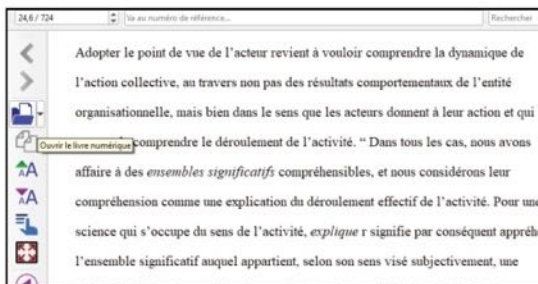 24,6 / 724 Va au numéro de référence... Rechercher
Adopter le point de vue de l’acteur revient à vouloir comprendre la dynamique de
l’action collective, au travers non pas des résultats comportementaux de l’entité
organisationnelle, mais bien dans le sens que les acteurs donnent à leur action et qui
Ouvrir le livre numérique comprendre le déroulement de l’activité. “ Dans tous les cas, nous avons
affaire à des ensembles significatifs compréhensibles, et nous considérons leur
compréhension comme une explication du déroulement effectif de l’activité. Pour une
science qui s’occupe du sens de l’activité, explique r signifie par conséquent
l’ensemble significatif auquel appartient, selon son sens visé subjectivement, une